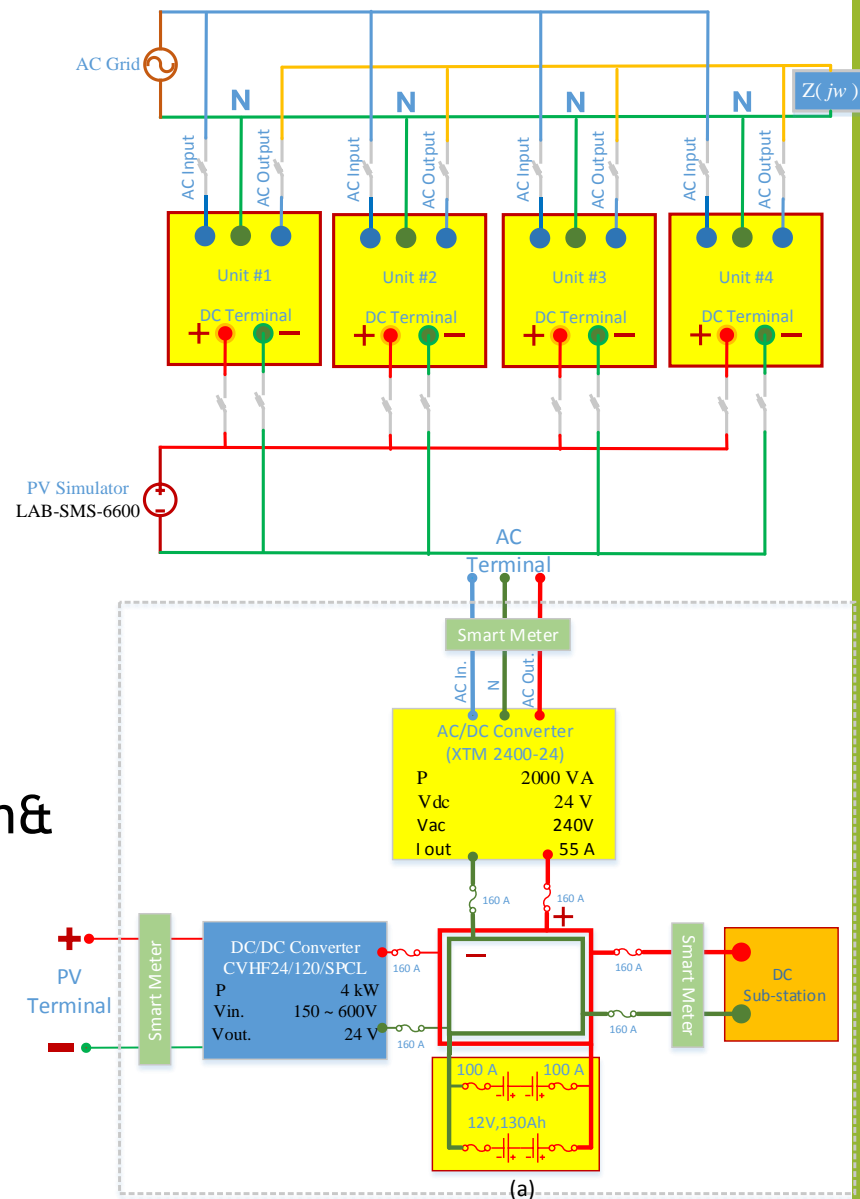 AC Grid
Z( jw )
N N N N
AC Input AC Output AC Input AC Output AC Input AC Output AC Input AC Output
Unit #1 Unit #2 Unit #3 Unit #4
DC Terminal DC Terminal DC Terminal DC Terminal
+ − + − + − + −
PV Simulator
LAB-SMS-6600
AC
Terminal
Smart Meter
AC In. N AC Out.
AC/DC Converter
(XTM 2400-24)
P 2000 VA
Vdc 24 V
Vac 240V
I out 55 A
n&
160 A 160 A
+
−
+
PV
Terminal
−
Smart Meter
DC/DC Converter
CVHF24/120/SPCL
P 4 kW
Vin. 150 ~ 600V
Vout. 24 V
160 A
160 A
160 A
160 A
Smart Meter
DC
Sub-station
100 A 100 A
12V,130Ah
(a)